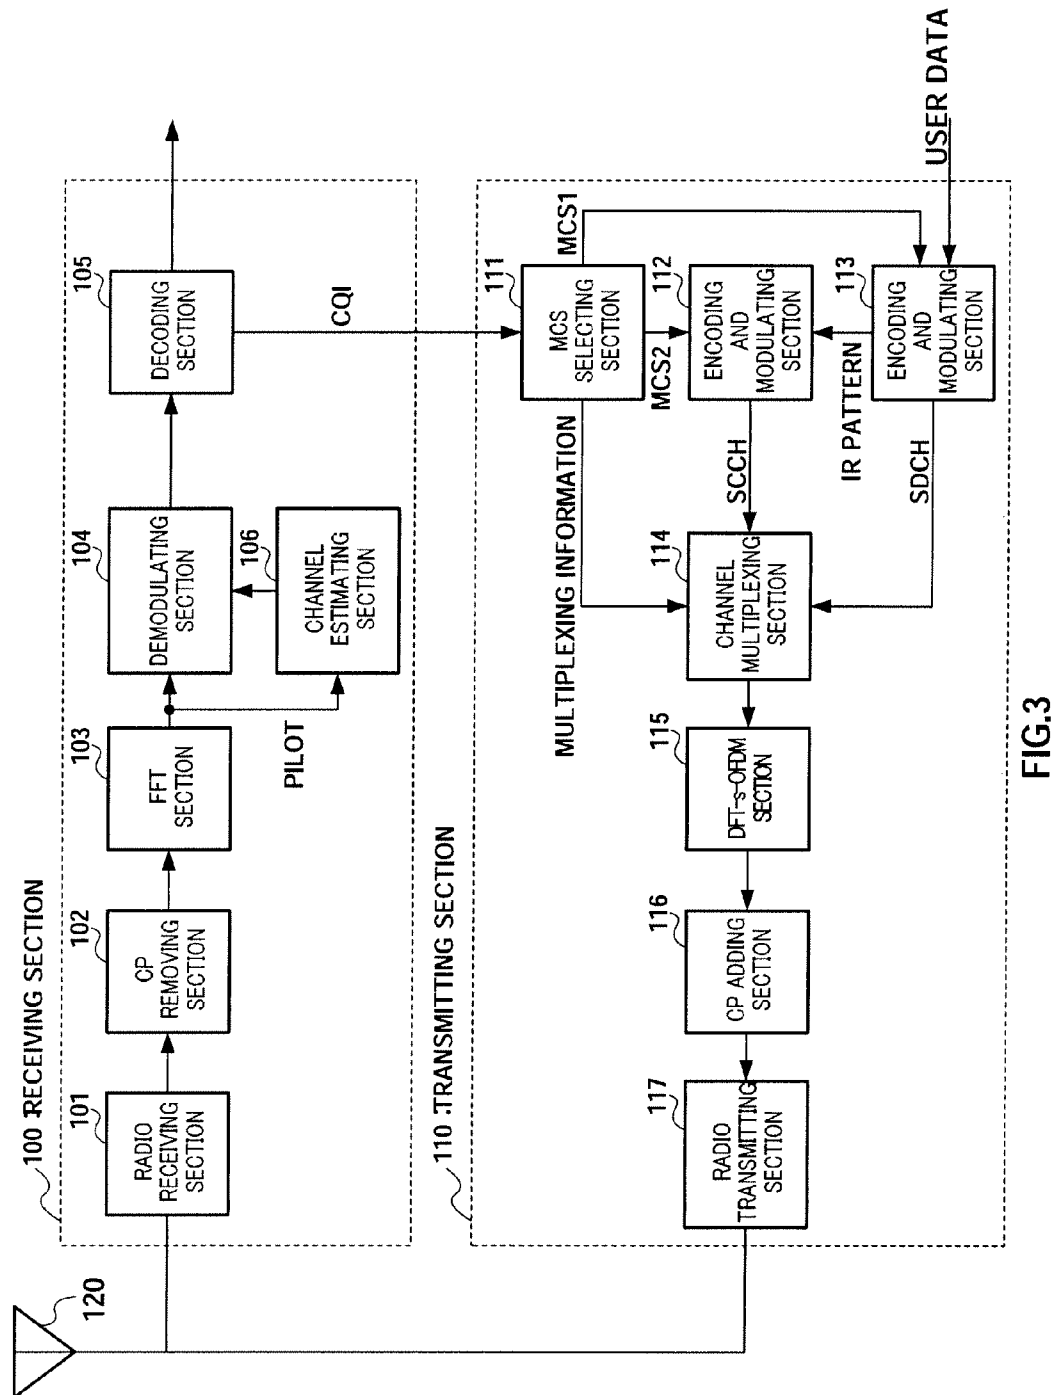 120
100 RECEIVING SECTION
101
RADIO
RECEIVING
SECTION
102
CP
REMOVING
SECTION
103
FFT
SECTION
PILOT
104
DEMODULATING
SECTION
106
CHANNEL
ESTIMATING
SECTION
105
DECODING
SECTION
CQI
110 TRANSMITTING SECTION
117
RADIO
TRANSMITTING
SECTION
116
CP ADDING
SECTION
115
DFT-s-OFDM
SECTION
114
CHANNEL
MULTIPLEXING
SECTION
MULTIPLEXING INFORMATION
SCCH
SDCH
111
MCS
SELECTING
SECTION
MCS1
MCS2
112
ENCODING
AND
MODULATING
SECTION
IR PATTERN
113
ENCODING
AND
MODULATING
SECTION
USER DATA
FIG.3